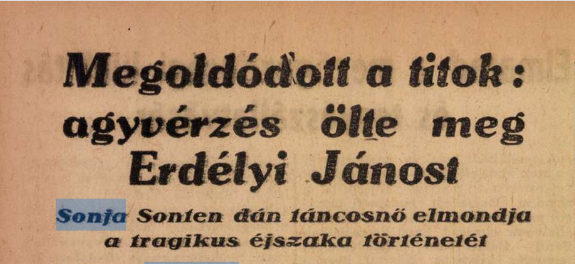 Megoldódott a titok:
agyvérzés ölte meg
Erdélyi Jánost
Sonja Sonten dán táncosnő elmondja
a tragikus éjszaka történetét